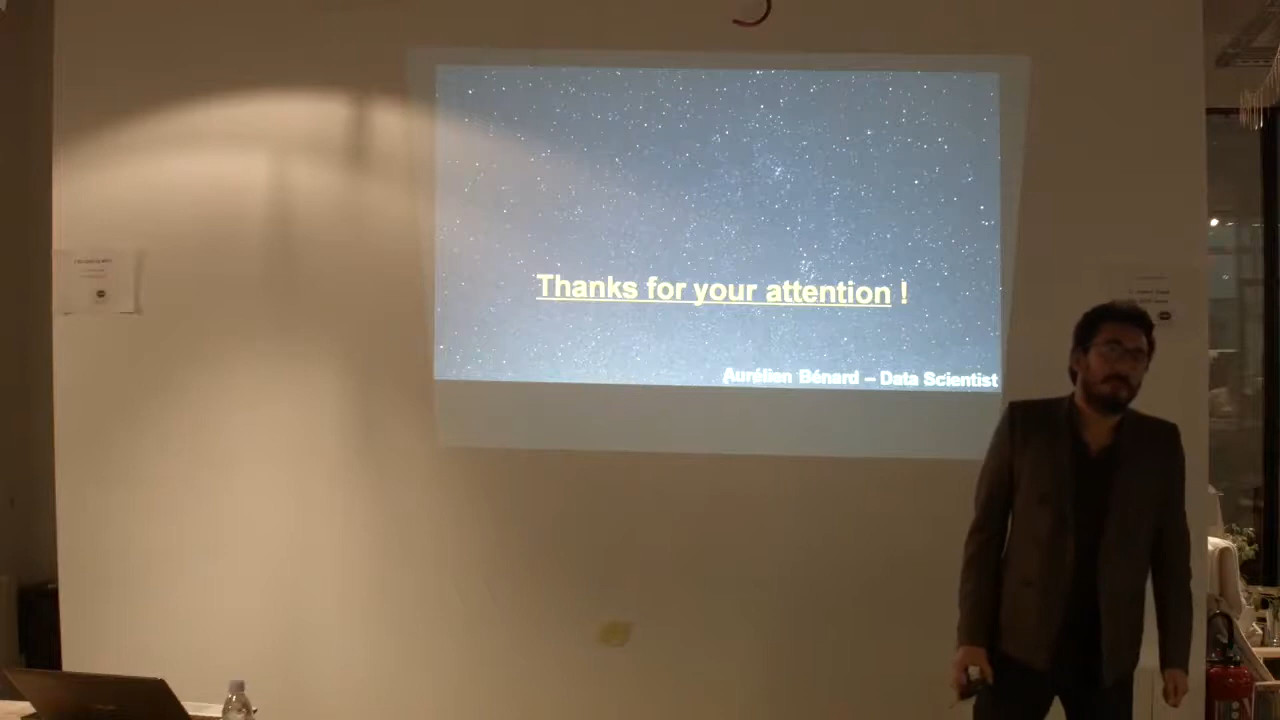 Thanks for your attention !
Aurélien Bénard – Data Scientist